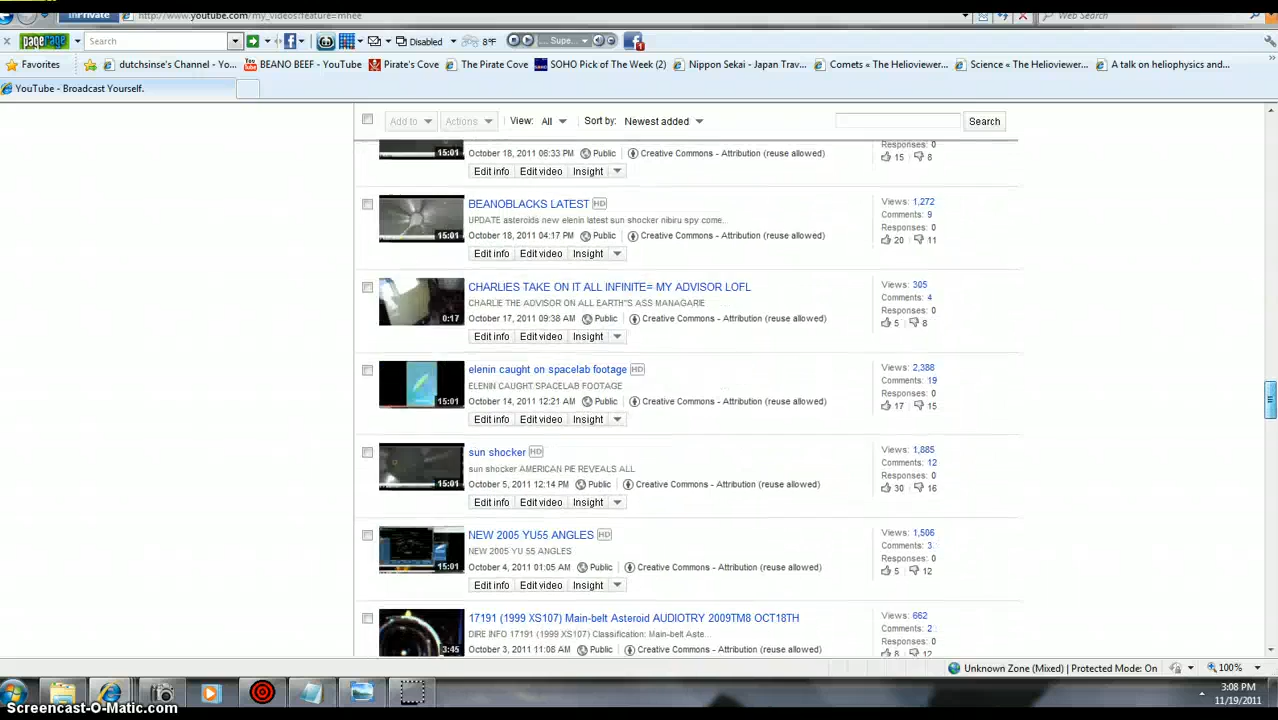 InPrivate http://www.youtube.com/my_videos?feature=mhee Web Search
pagerage Search f Disabled 8°F Supe... 1
Favorites dutchsinse's Channel - Yo... BEANO BEEF - YouTube Pirate's Cove The Pirate Cove SOHO Pick of The Week (2) Nippon Sekai - Japan Trav... Comets « The Helioviewer... Science « The Helioviewer... A talk on heliophysics and...
YouTube - Broadcast Yourself.
Add to Actions View: All Sort by: Newest added Search
15:01 October 18, 2011 06:33 PM Public Creative Commons - Attribution (reuse allowed)
Responses: 0
15 8
Edit info Edit video Insight
BEANOBLACKS LATEST HD
UPDATE asteroids new elenin latest sun shocker nibiru spy come...
15:01 October 18, 2011 04:17 PM Public Creative Commons - Attribution (reuse allowed)
Edit info Edit video Insight
Views: 1,272
Comments: 9
Responses: 0
20 11
CHARLIES TAKE ON IT ALL INFINITE= MY ADVISOR LOFL
CHARLIE THE ADVISOR ON ALL EARTH"S ASS MANAGARIE
0:17 October 17, 2011 09:38 AM Public Creative Commons - Attribution (reuse allowed)
Edit info Edit video Insight
Views: 305
Comments: 4
Responses: 0
5 8
elenin caught on spacelab footage HD
ELENIN CAUGHT SPACELAB FOOTAGE
15:01 October 14, 2011 12:21 AM Public Creative Commons - Attribution (reuse allowed)
Edit info Edit video Insight
Views: 2,388
Comments: 19
Responses: 0
17 15
sun shocker HD
sun shocker AMERICAN PIE REVEALS ALL
15:01 October 5, 2011 12:14 PM Public Creative Commons - Attribution (reuse allowed)
Edit info Edit video Insight
Views: 1,885
Comments: 12
Responses: 0
30 16
NEW 2005 YU55 ANGLES HD
NEW 2005 YU 55 ANGLES
15:01 October 4, 2011 01:05 AM Public Creative Commons - Attribution (reuse allowed)
Edit info Edit video Insight
Views: 1,506
Comments: 3
Responses: 0
5 12
17191 (1999 XS107) Main-belt Asteroid AUDIOTRY 2009TM8 OCT18TH
DIRE INFO 17191 (1999 XS107) Classification: Main-belt Aste...
3:45 October 3, 2011 11:08 AM Public Creative Commons - Attribution (reuse allowed)
Views: 662
Comments: 2
Responses: 0
8 12
Unknown Zone (Mixed) | Protected Mode: On 100%
3:08 PM
11/19/2011
Screencast-O-Matic.com